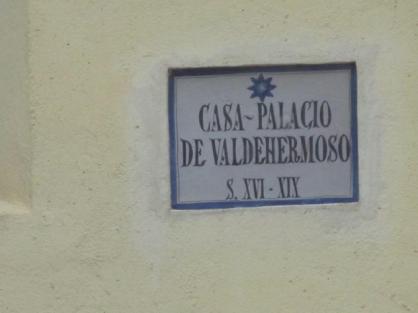 CASA-PALACIO
DE VALDEHERMOSO
S. XVI - XIX